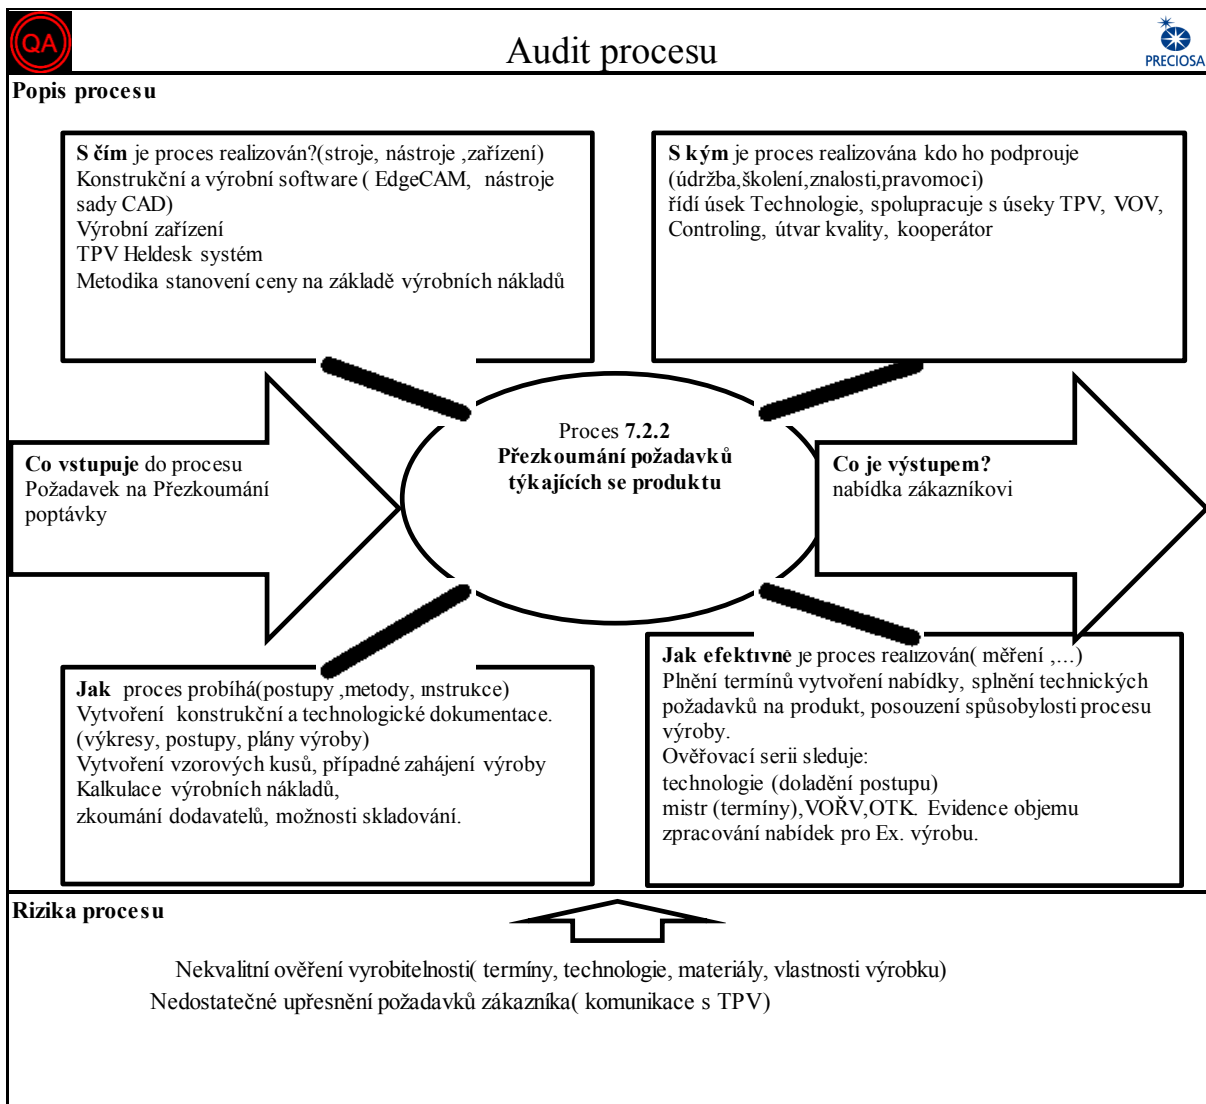 QA
Audit procesu
PRECIOSA
Popis procesu
S čím je proces realizován?(stroje, nástroje ,zařízení)
Konstrukční a výrobní software ( EdgeCAM, nástroje
sady CAD)
Výrobní zařízení
TPV Heldesk systém
Metodika stanovení ceny na základě výrobních nákladů
S kým je proces realizována kdo ho podprouje
(údržba,školení,znalosti,pravomoci)
řídí úsek Technologie, spolupracuje s úseky TPV, VOV,
Controling, útvar kvality, kooperátor
Co vstupuje do procesu
Požadavek na Přezkoumání
poptávky
Proces 7.2.2
Přezkoumání požadavků
týkajících se produktu
Co je výstupem?
nabídka zákazníkovi
Jak proces probíhá(postupy ,metody, instrukce)
Vytvoření konstrukční a technologické dokumentace.
(výkresy, postupy, plány výroby)
Vytvoření vzorových kusů, případné zahájení výroby
Kalkulace výrobních nákladů,
zkoumání dodavatelů, možnosti skladování.
Jak efektivně je proces realizován( měření ,...)
Plnění termínů vytvoření nabídky, splnění technických
požadavků na produkt, posouzení spůsobylosti procesu
výroby.
Ověřovací serii sleduje:
technologie (doladění postupu)
mistr (termíny),VOŘV,OTK. Evidence objemu
zpracování nabídek pro Ex. výrobu.
Rizika procesu
Nekvalitní ověření vyrobitelnosti( termíny, technologie, materiály, vlastnosti výrobku)
Nedostatečné upřesnění požadavků zákazníka( komunikace s TPV)